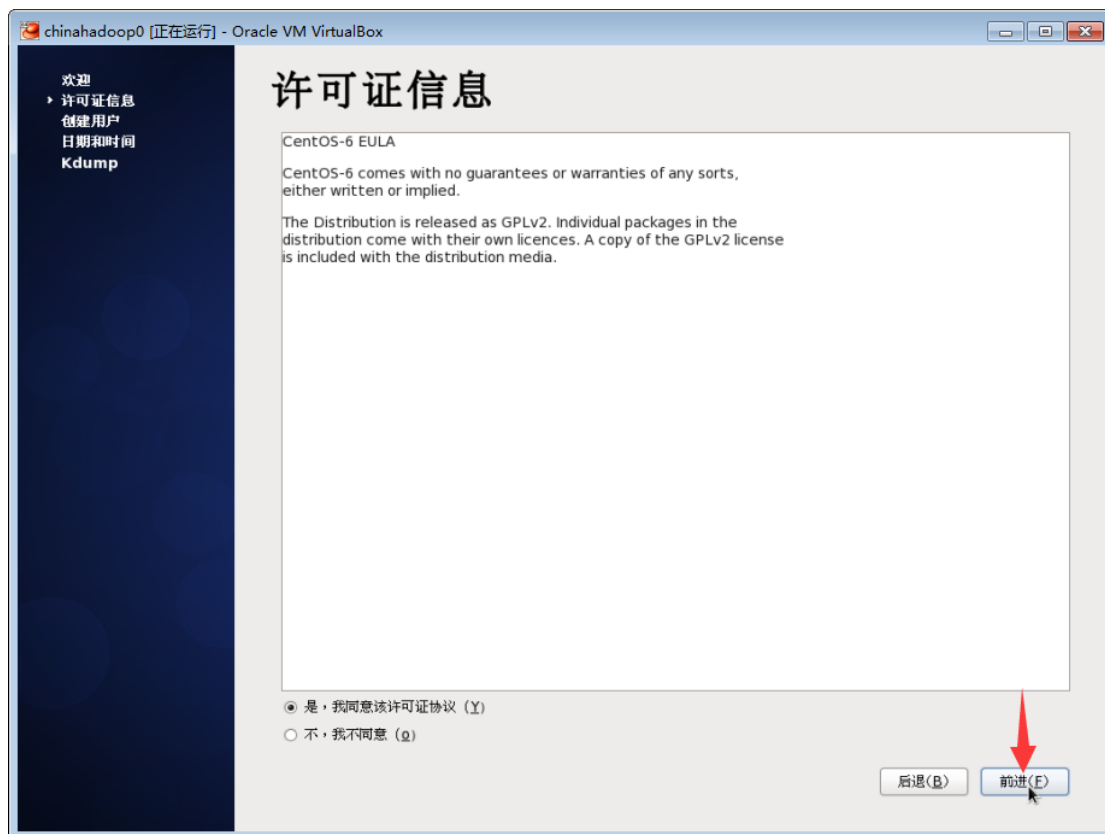 chinahadoop0 [正在运行] - Oracle VM VirtualBox
欢迎
许可证信息
创建用户
日期和时间
Kdump
许可证信息
CentOS-6 EULA
CentOS-6 comes with no guarantees or warranties of any sorts,
either written or implied.
The Distribution is released as GPLv2. Individual packages in the
distribution come with their own licences. A copy of the GPLv2 license
is included with the distribution media.
是，我同意该许可证协议（Y）
不，我不同意（o）
后退(B)
前进(F)